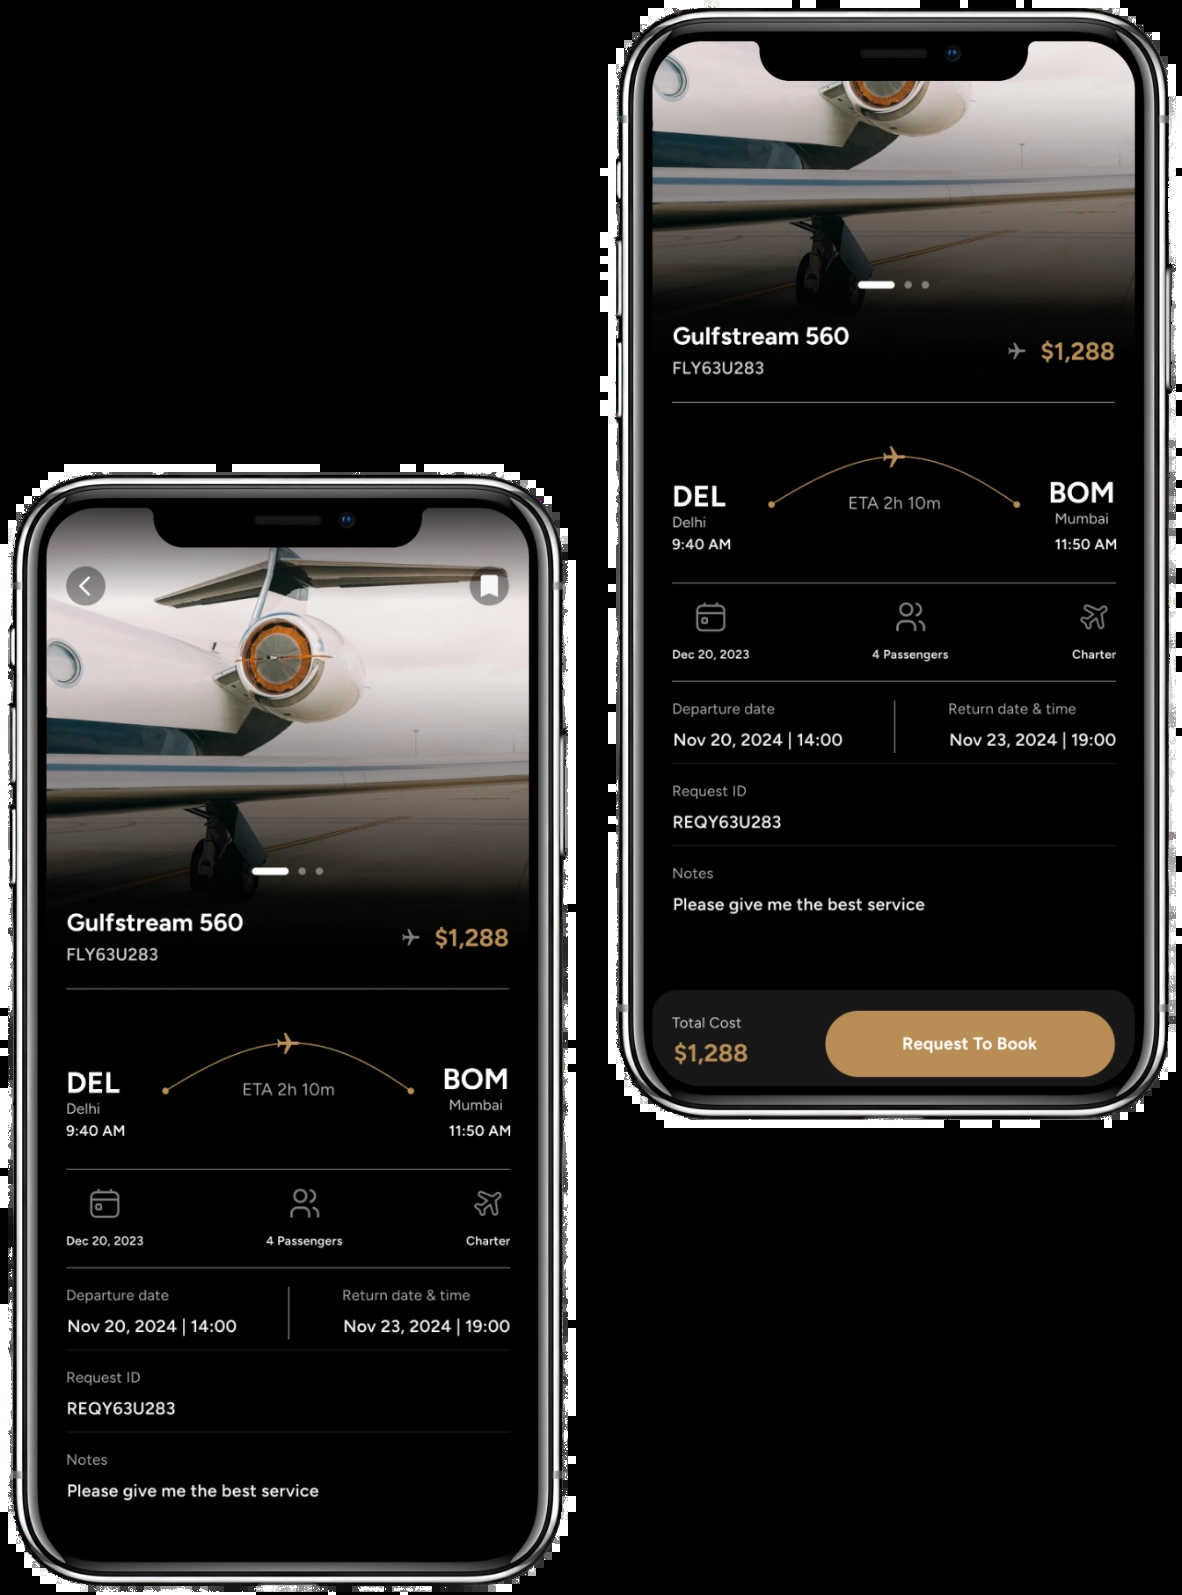 Gulfstream 560
FLY63U283
$1,288
DEL
Delhi
9:40 AM
ETA 2h 10m
BOM
Mumbai
11:50 AM
Dec 20, 2023
4 Passengers
Charter
Departure date
Nov 20, 2024 | 14:00
Return date & time
Nov 23, 2024 | 19:00
Request ID
REQY63U283
Notes
Please give me the best service
Gulfstream 560
FLY63U283
$1,288
DEL
Delhi
9:40 AM
ETA 2h 10m
BOM
Mumbai
11:50 AM
Dec 20, 2023
4 Passengers
Charter
Departure date
Nov 20, 2024 | 14:00
Return date & time
Nov 23, 2024 | 19:00
Request ID
REQY63U283
Notes
Please give me the best service
Total Cost
$1,288
Request To Book